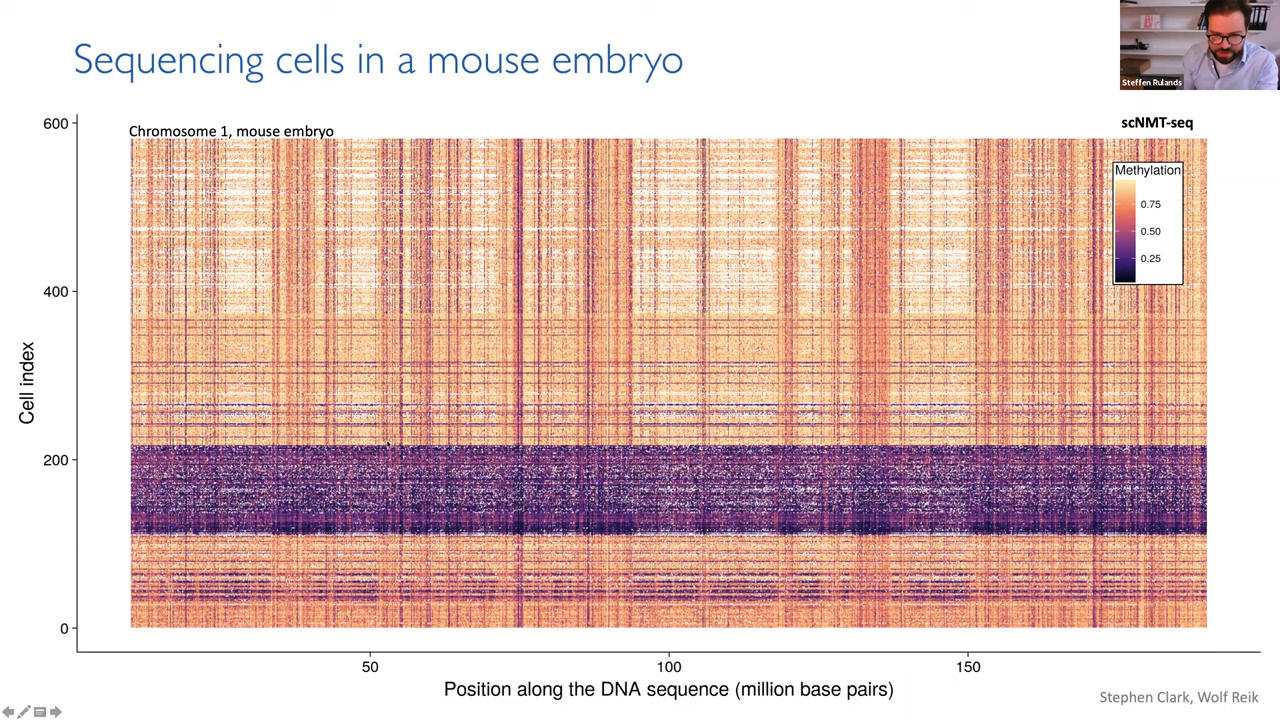 Sequencing cells in a mouse embryo
Steffen Rulands
Chromosome 1, mouse embryo
scNMT-seq
Methylation
0.75
0.50
0.25
600
400
200
0
Cell index
50
100
150
Position along the DNA sequence (million base pairs)
Stephen Clark, Wolf Reik